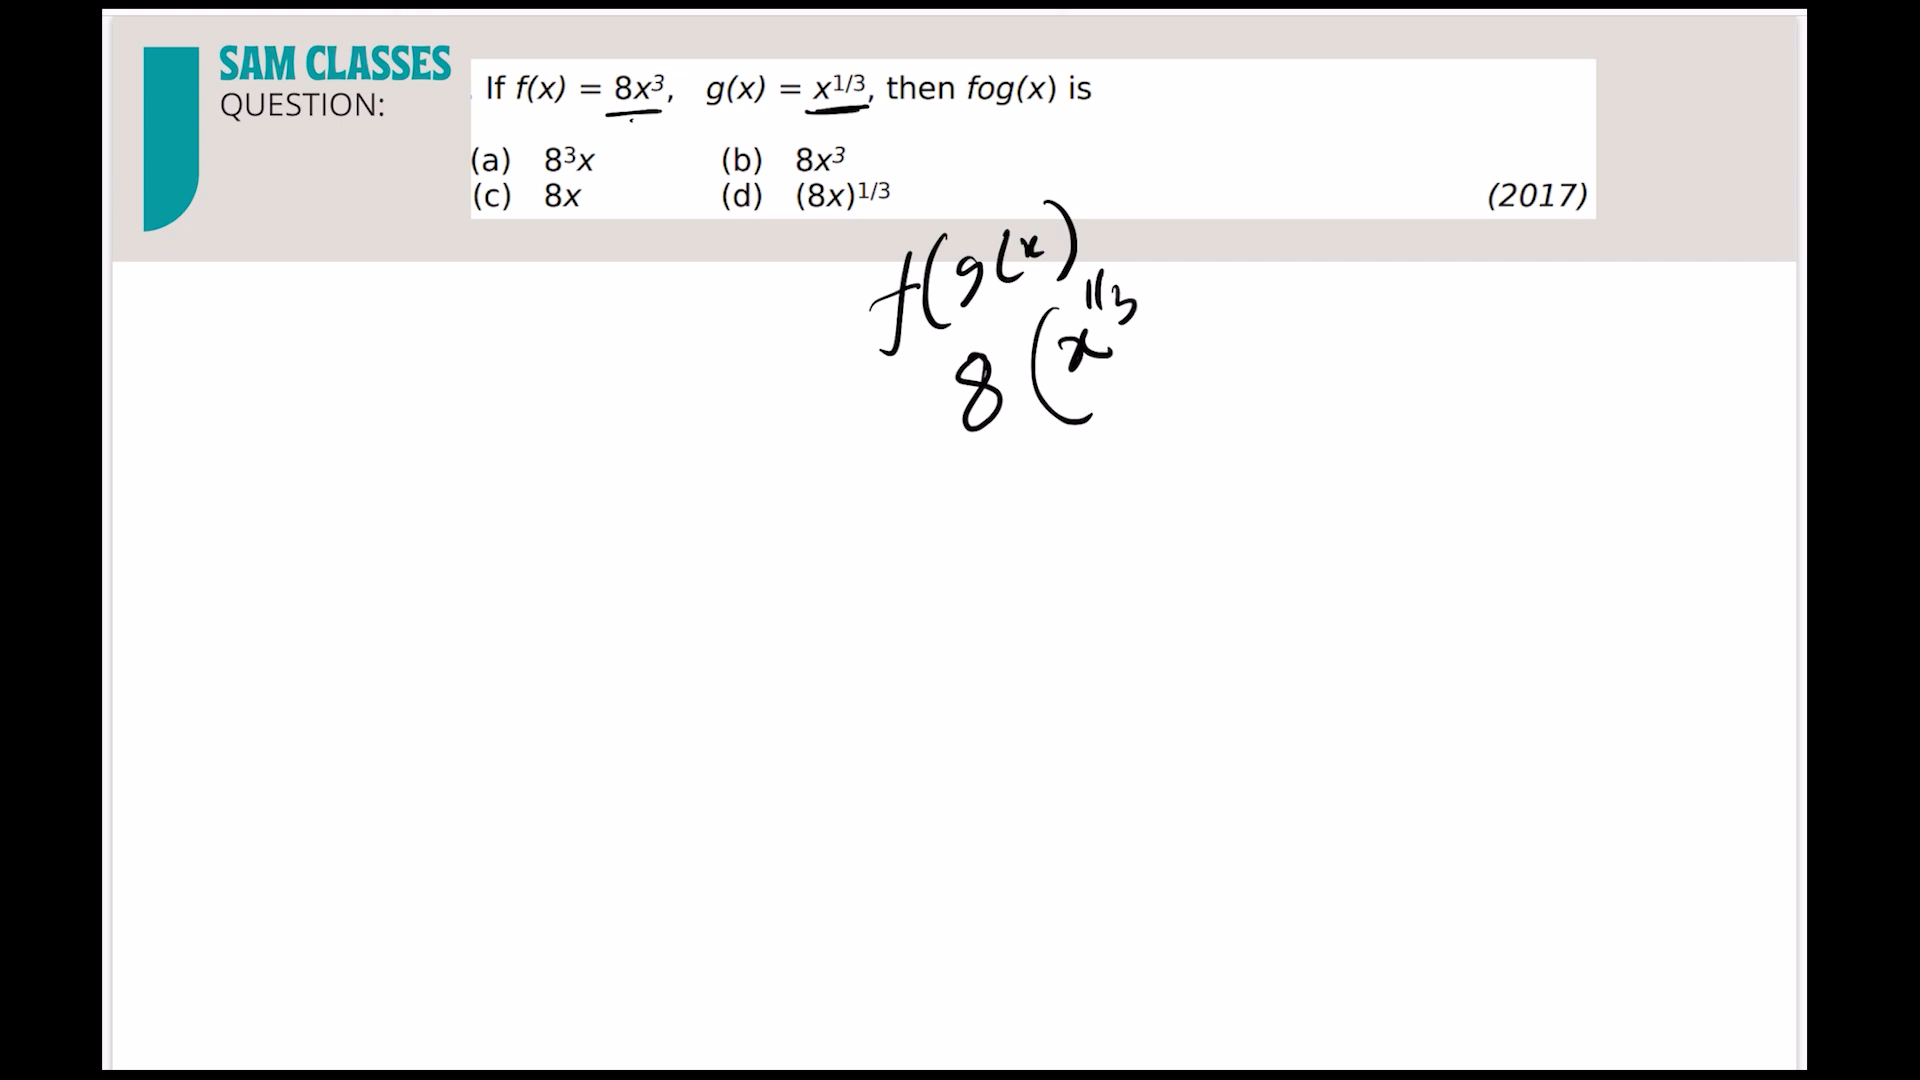 SAM CLASSES
QUESTION:
If f(x) = 8x³, g(x) = x^1/3, then fog(x) is
(a) 8³x (b) 8x³
(c) 8x (d) (8x)^1/3 (2017)
f(g(x)
8(x^1/3